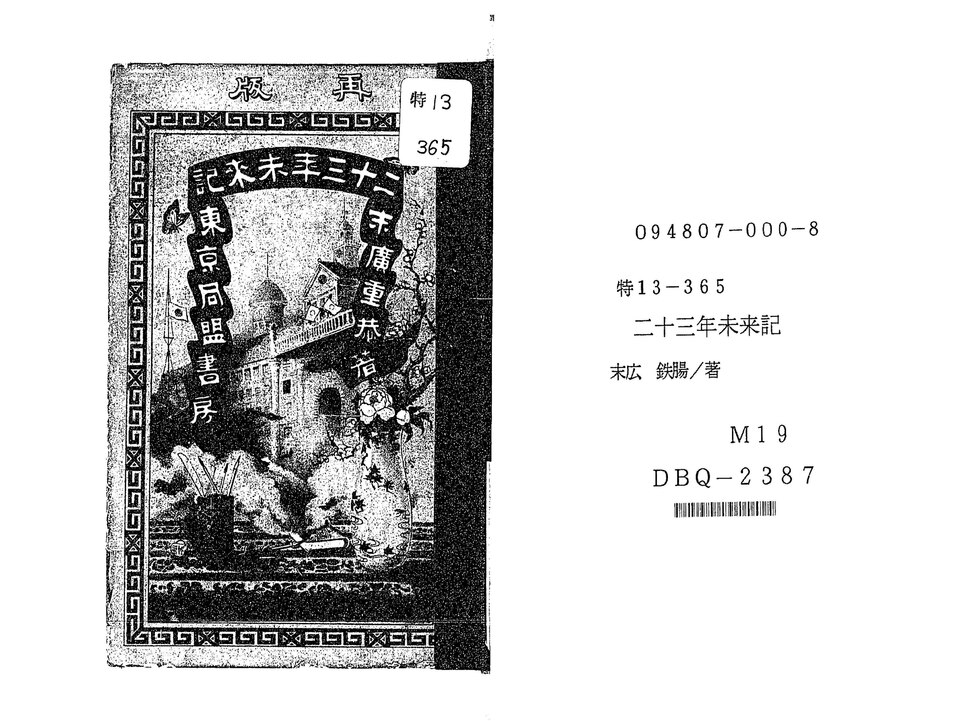 再版
特13
365
二十三年未来記
末廣重恭著
東京同盟書房
094807-000-8
特13-365
二十三年未来記
末広 鉄腸/著
M19
DBQ-2387